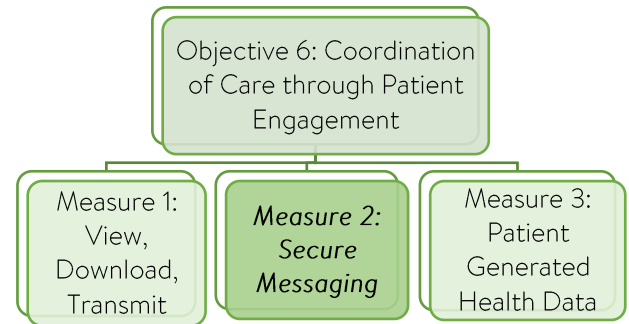 Objective 6: Coordination
of Care through Patient
Engagement
Measure 1:
View,
Download,
Transmit
Measure 2:
Secure
Messaging
Measure 3:
Patient
Generated
Health Data